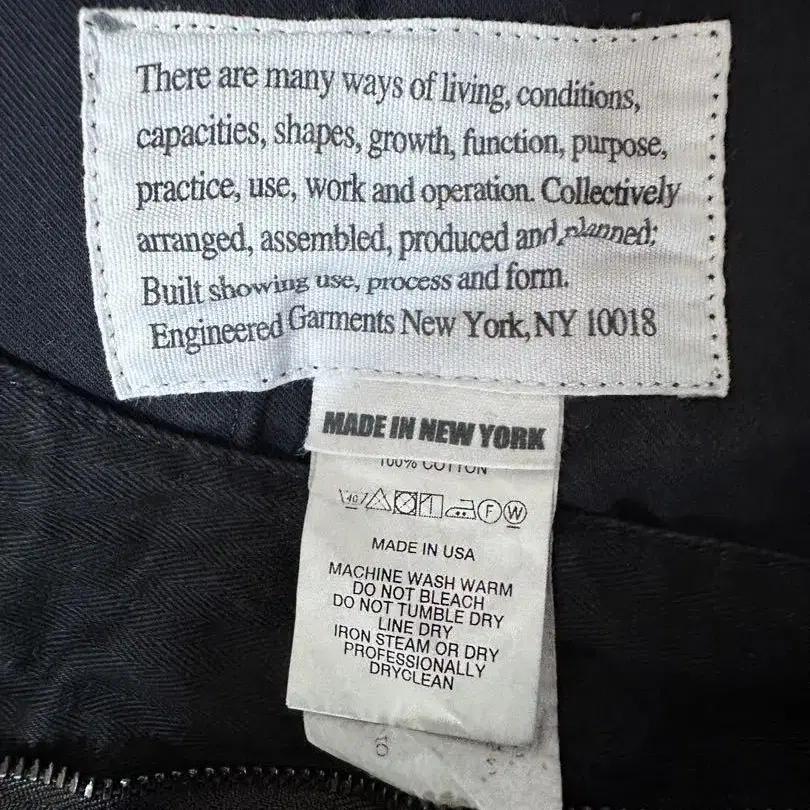 There are many ways of living, conditions,
capacities, shapes, growth, function, purpose,
practice, use, work and operation. Collectively
arranged, assembled, produced and planned;
Built showing use, process and form.
Engineered Garments New York, NY 10018
MADE IN NEW YORK
100% COTTON
40 F W
MADE IN USA
MACHINE WASH WARM
DO NOT BLEACH
DO NOT TUMBLE DRY
LINE DRY
IRON STEAM OR DRY
PROFESSIONALLY
DRYCLEAN
6